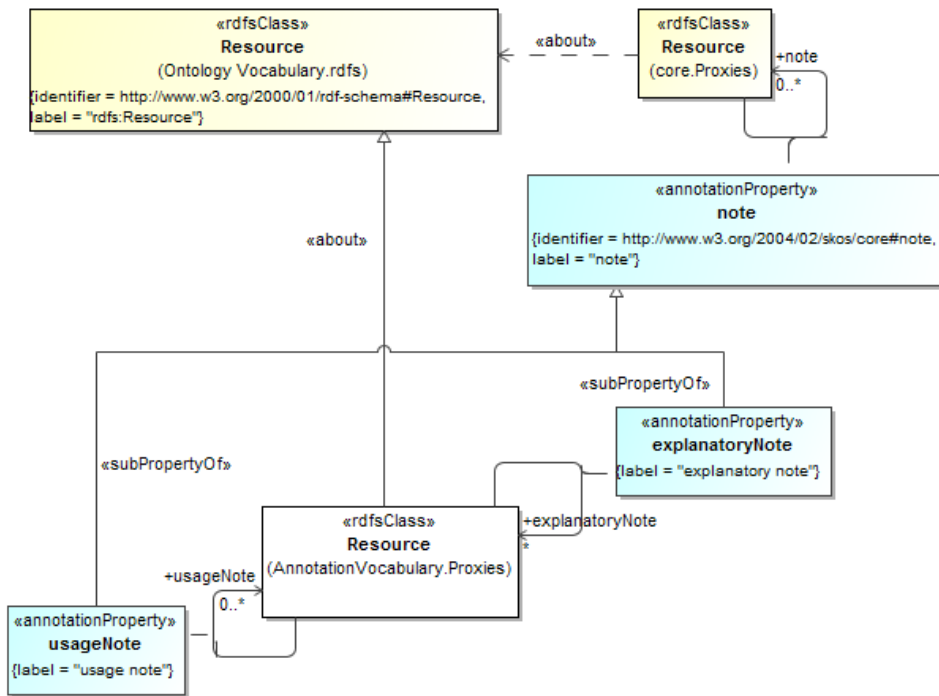 «rdfsClass»
Resource
(Ontology Vocabulary.rdfs)
{identifier = http://www.w3.org/2000/01/rdf-schema#Resource,
label = "rdfs:Resource"}
«about»
«rdfsClass»
Resource
(core.Proxies)
+note
0..*
«annotationProperty»
note
{identifier = http://www.w3.org/2004/02/skos/core#note,
label = "note"}
«about»
«subPropertyOf»
«annotationProperty»
explanatoryNote
{label = "explanatory note"}
«subPropertyOf»
«rdfsClass»
Resource
(AnnotationVocabulary.Proxies)
+explanatoryNote
*
+usageNote
0..*
«annotationProperty»
usageNote
{label = "usage note"}